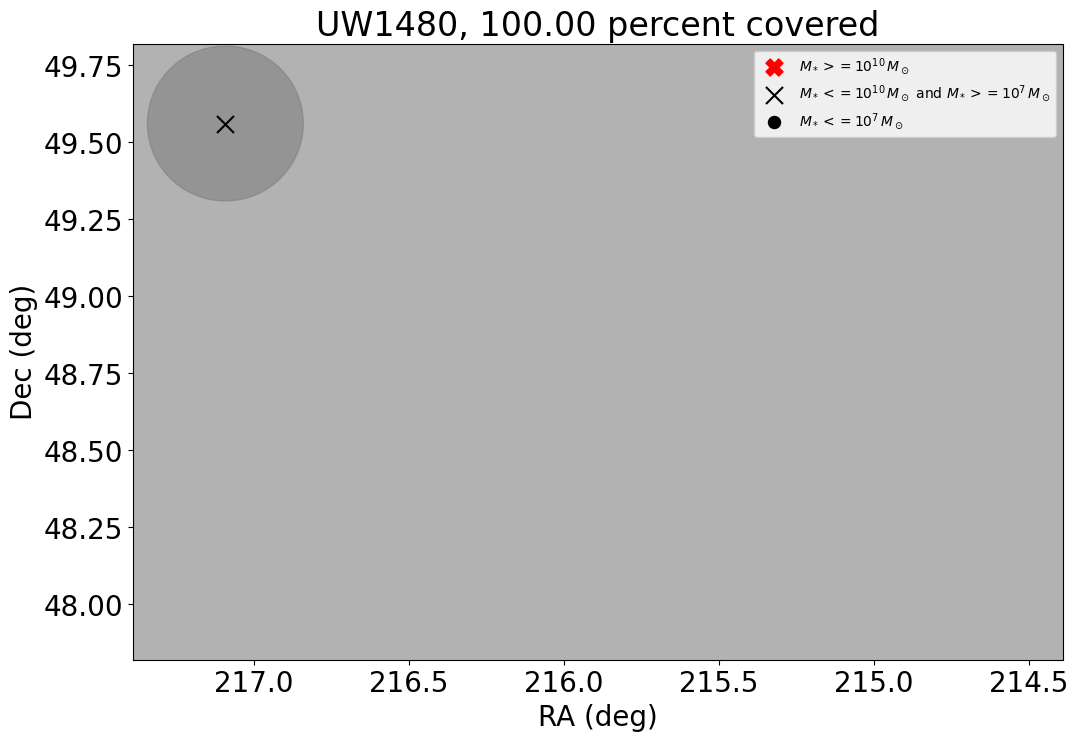 UW1480, 100.00 percent covered
M* >= 10^10 M⊙
M* <= 10^10 M⊙ and M* >= 10^7 M⊙
M* <= 10^7 M⊙
49.75
49.50
49.25
49.00
48.75
48.50
48.25
48.00
Dec (deg)
217.0 216.5 216.0 215.5 215.0 214.5
RA (deg)